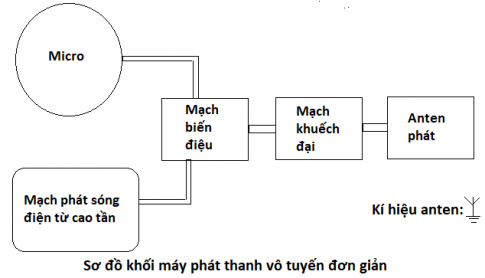 Micro
Mạch
biến
điệu
Mạch
khuếch
đại
Anten
phát
Mạch phát sóng
điện từ cao tần
Kí hiệu anten:
Sơ đồ khối máy phát thanh vô tuyến đơn giản